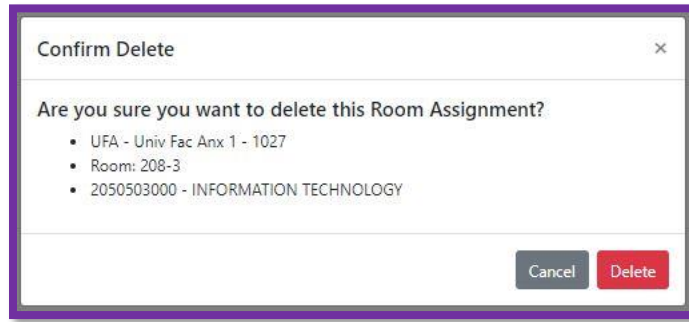 Confirm Delete ×
Are you sure you want to delete this Room Assignment?
• UFA - Univ Fac Anx 1 - 1027
• Room: 208-3
• 2050503000 - INFORMATION TECHNOLOGY
Cancel Delete